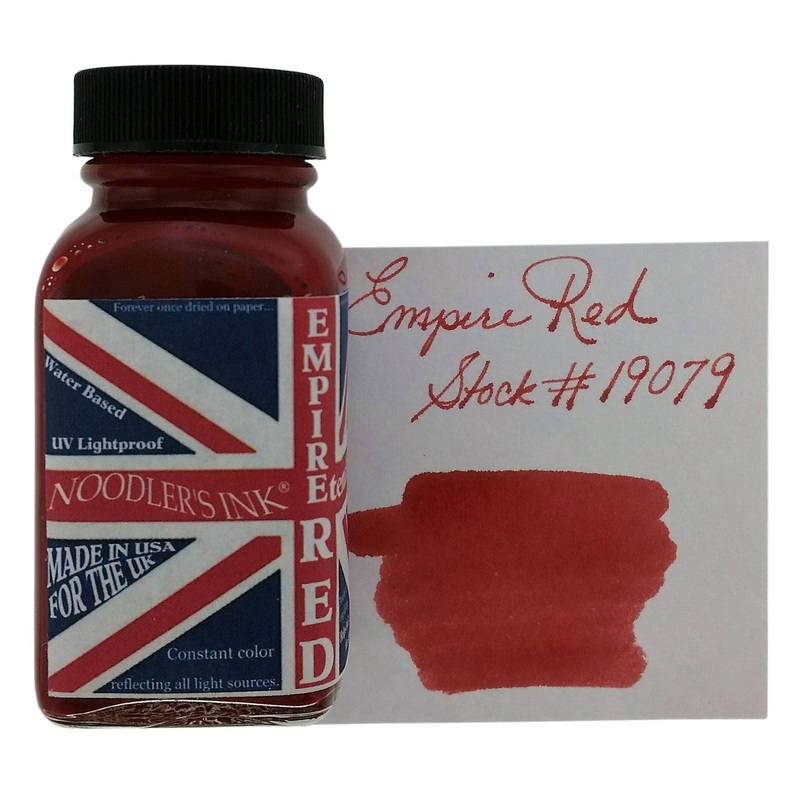 Forever once dried on paper...
Water Based
UV Lightproof
NOODLER'S INK®
MADE IN USA
FOR THE UK
Constant color
reflecting all light sources.
EMPIRE RED
Empire Red
Stock # 19079